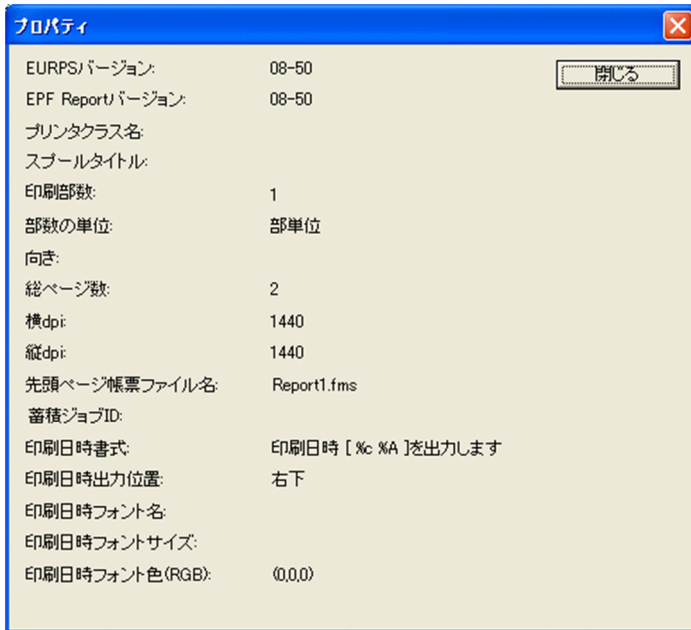 プロパティ
EURPSバージョン: 08-50 閉じる
EPF Reportバージョン: 08-50
プリンタクラス名:
スプールタイトル:
印刷部数: 1
部数の単位: 部単位
向き:
総ページ数: 2
横dpi: 1440
縦dpi: 1440
先頭ページ帳票ファイル名: Report1.fms
蓄積ジョブID:
印刷日時書式: 印刷日時 [ %c %A ]を出力します
印刷日時出力位置: 右下
印刷日時フォント名:
印刷日時フォントサイズ:
印刷日時フォント色(RGB): (0,0,0)